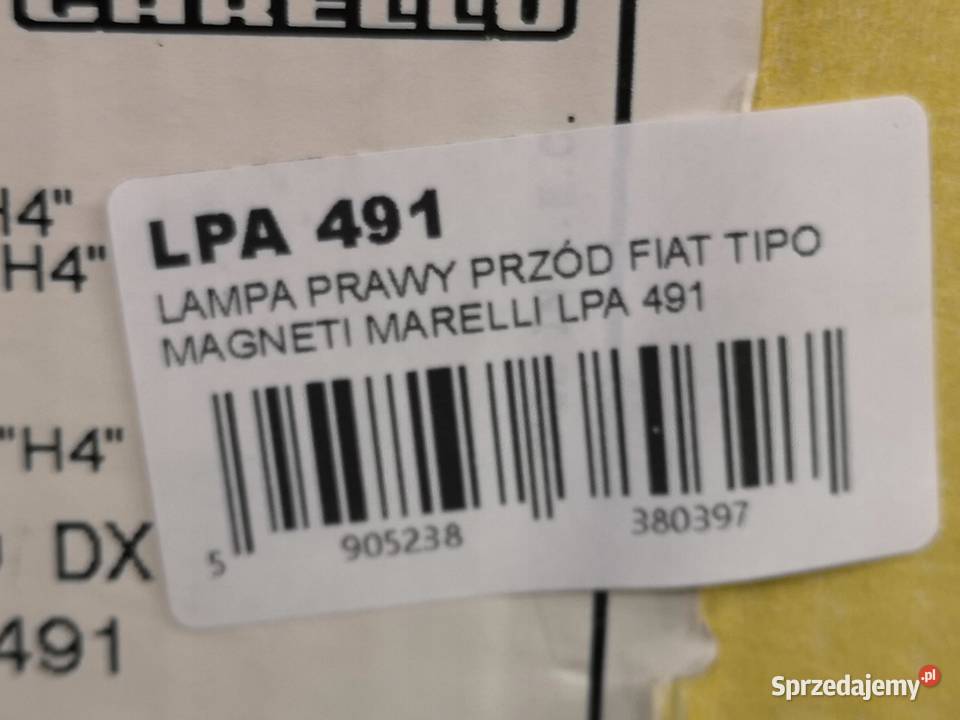 CARELLO
H4"
H4"
LPA 491
LAMPA PRAWY PRZÓD FIAT TIPO
MAGNETI MARELLI LPA 491
"H4"
5 905238 380397
DX
491
Sprzedajemy.pl